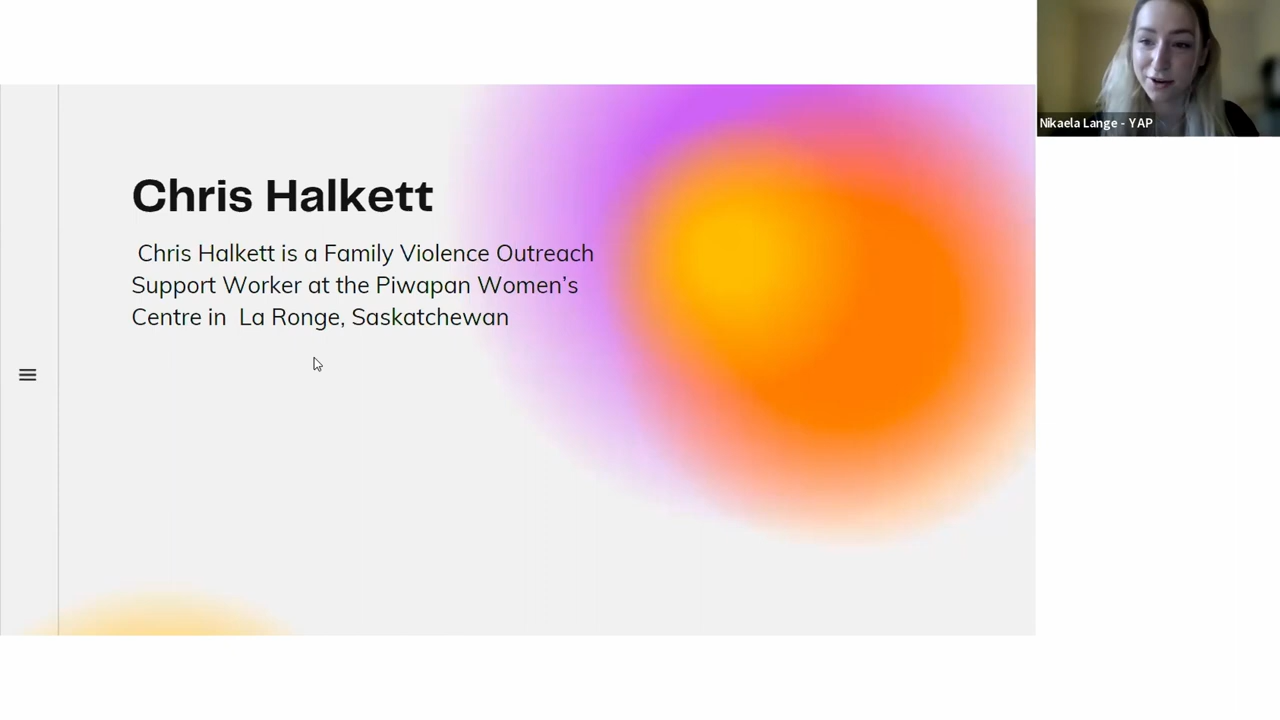 Chris Halkett
Chris Halkett is a Family Violence Outreach
Support Worker at the Piwapan Women’s
Centre in  La Ronge, Saskatchewan
Nikaela Lange - YAP